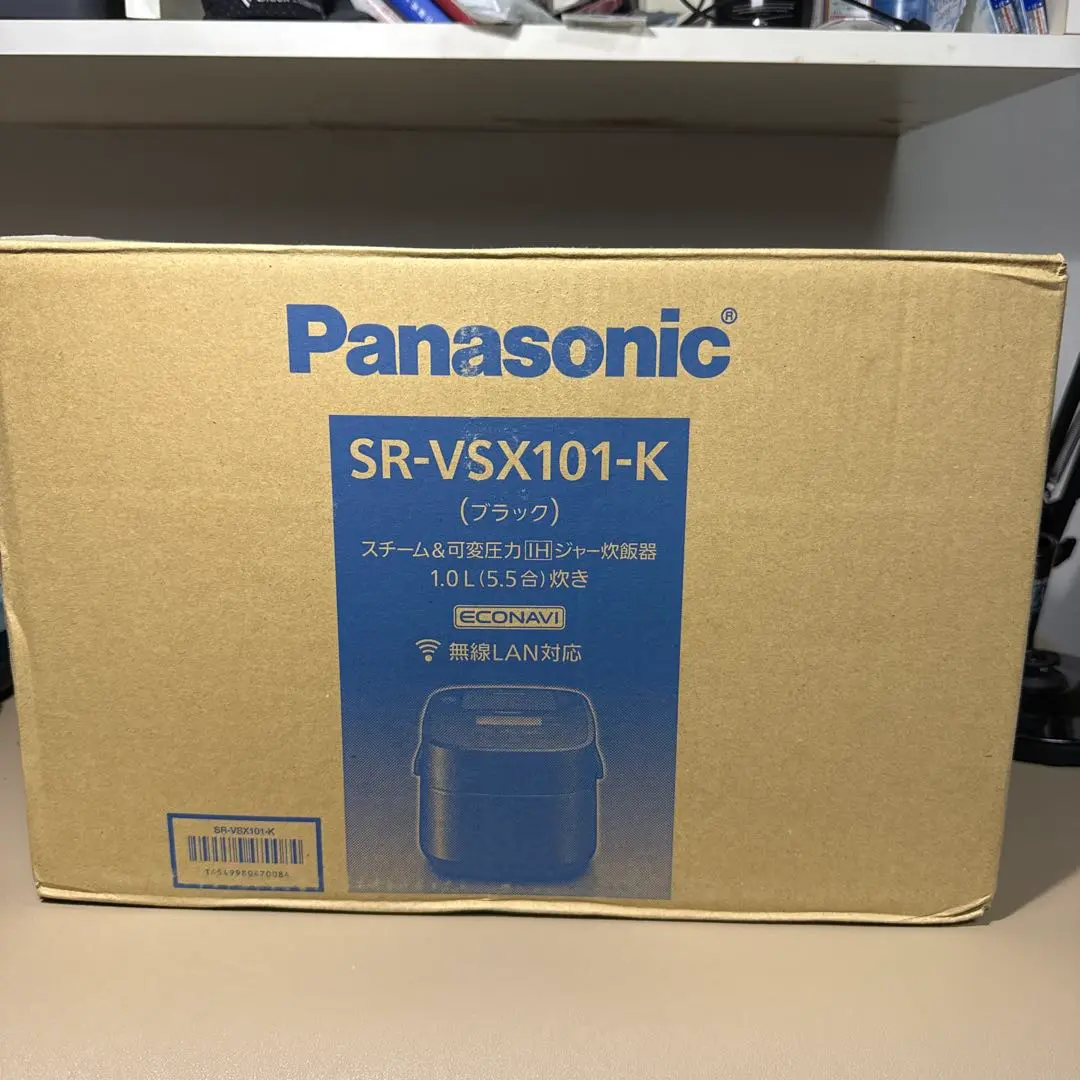 Panasonic®
SR-VSX101-K
(ブラック)
スチーム&可変圧力IHジャー炊飯器
1.0L(5.5合)炊き
ECONAVI
無線LAN対応
SR-VSX101-K